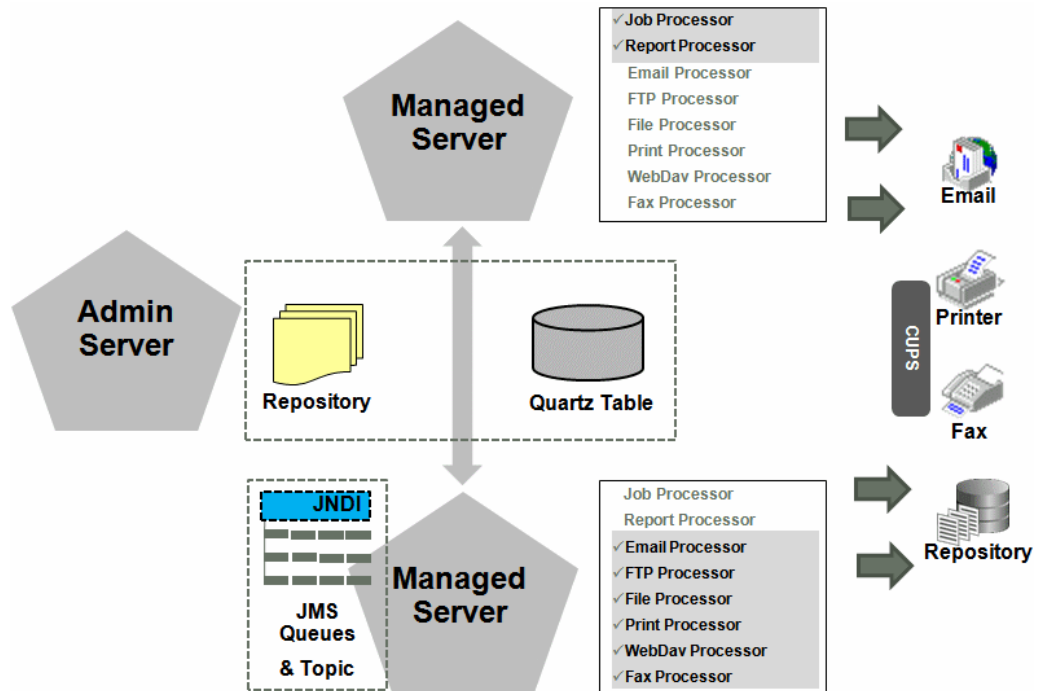 Job Processor
Report Processor
Email Processor
FTP Processor
File Processor
Print Processor
WebDav Processor
Fax Processor
Managed
Server
Email
Admin
Server
Repository
Quartz Table
CUPS
Printer
Fax
JNDI
JMS
Queues
& Topic
Managed
Server
Job Processor
Report Processor
Email Processor
FTP Processor
File Processor
Print Processor
WebDav Processor
Fax Processor
Repository